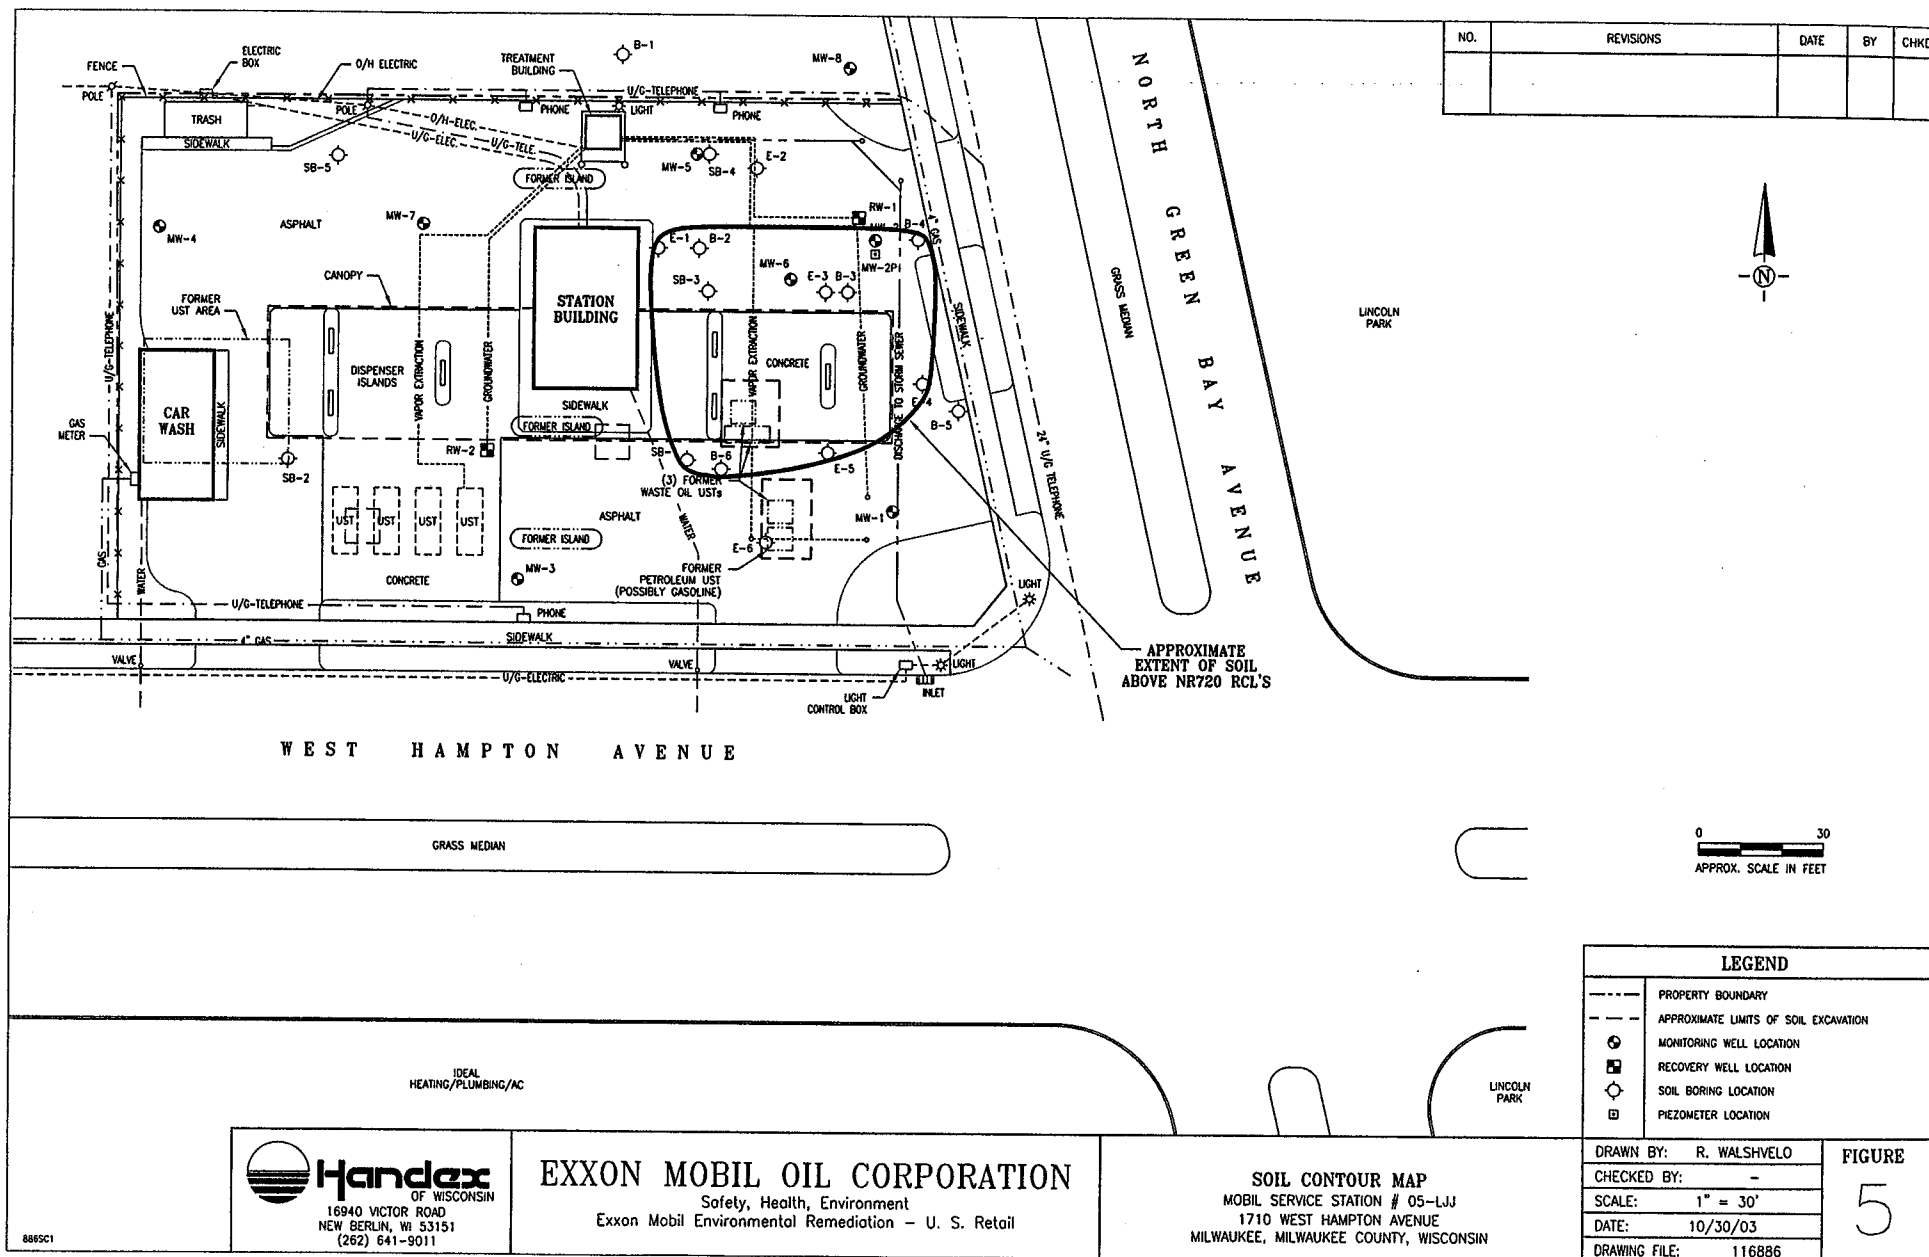 NO. REVISIONS DATE BY CHKD
ELECTRIC
BOX
FENCE
O/H ELECTRIC
TREATMENT
BUILDING
B-1
MW-8
POLE
POLE
U/G-TELEPHONE
PHONE
LIGHT
PHONE
TRASH
SIDEWALK
O/H-ELEC.
U/G-ELEC.
U/G-TELE.
SB-5
MW-5
SB-4
E-2
FORMER ISLAND
MW-4
ASPHALT
MW-7
RW-1
B-4
4" GAS
E-1
B-2
MW-2P
MW-6
E-3
B-3
SB-3
CANOPY
FORMER
UST AREA
STATION
BUILDING
U/G-TELEPHONE
VAPOR EXTRACTION
GROUNDWATER
DISPENSER
ISLANDS
VAPOR EXTRACTION
CONCRETE
GROUNDWATER
DISCHARGE TO STORM SEWER
SIDEWALK
GRASS MEDIAN
NORTH GREEN BAY AVENUE
LINCOLN
PARK
N
CAR
WASH
SIDEWALK
SIDEWALK
GAS
METER
FORMER ISLAND
E-4
B-5
RW-2
SB-2
SB-
B-6
E-5
(3) FORMER
WASTE OIL USTs
24" U/G TELEPHONE
UST
UST
UST
UST
ASPHALT
WATER
MW-1
FORMER ISLAND
E-6
MW-3
FORMER
PETROLEUM UST
(POSSIBLY GASOLINE)
GAS
WATER
CONCRETE
LIGHT
U/G-TELEPHONE
PHONE
4" GAS
SIDEWALK
VALVE
VALVE
LIGHT
U/G-ELECTRIC
INLET
LIGHT
CONTROL BOX
APPROXIMATE
EXTENT OF SOIL
ABOVE NR720 RCL'S
WEST HAMPTON AVENUE
GRASS MEDIAN
0 30
APPROX. SCALE IN FEET
IDEAL
HEATING/PLUMBING/AC
LINCOLN
PARK
LEGEND
PROPERTY BOUNDARY
APPROXIMATE LIMITS OF SOIL EXCAVATION
MONITORING WELL LOCATION
RECOVERY WELL LOCATION
SOIL BORING LOCATION
PIEZOMETER LOCATION
Handex
OF WISCONSIN
16940 VICTOR ROAD
NEW BERLIN, WI 53151
(262) 641-9011
886SC1
EXXON MOBIL OIL CORPORATION
Safety, Health, Environment
Exxon Mobil Environmental Remediation – U. S. Retail
SOIL CONTOUR MAP
MOBIL SERVICE STATION # 05-LJJ
1710 WEST HAMPTON AVENUE
MILWAUKEE, MILWAUKEE COUNTY, WISCONSIN
DRAWN BY: R. WALSHVELO
CHECKED BY: -
SCALE: 1" = 30'
DATE: 10/30/03
DRAWING FILE: 116886
FIGURE
5